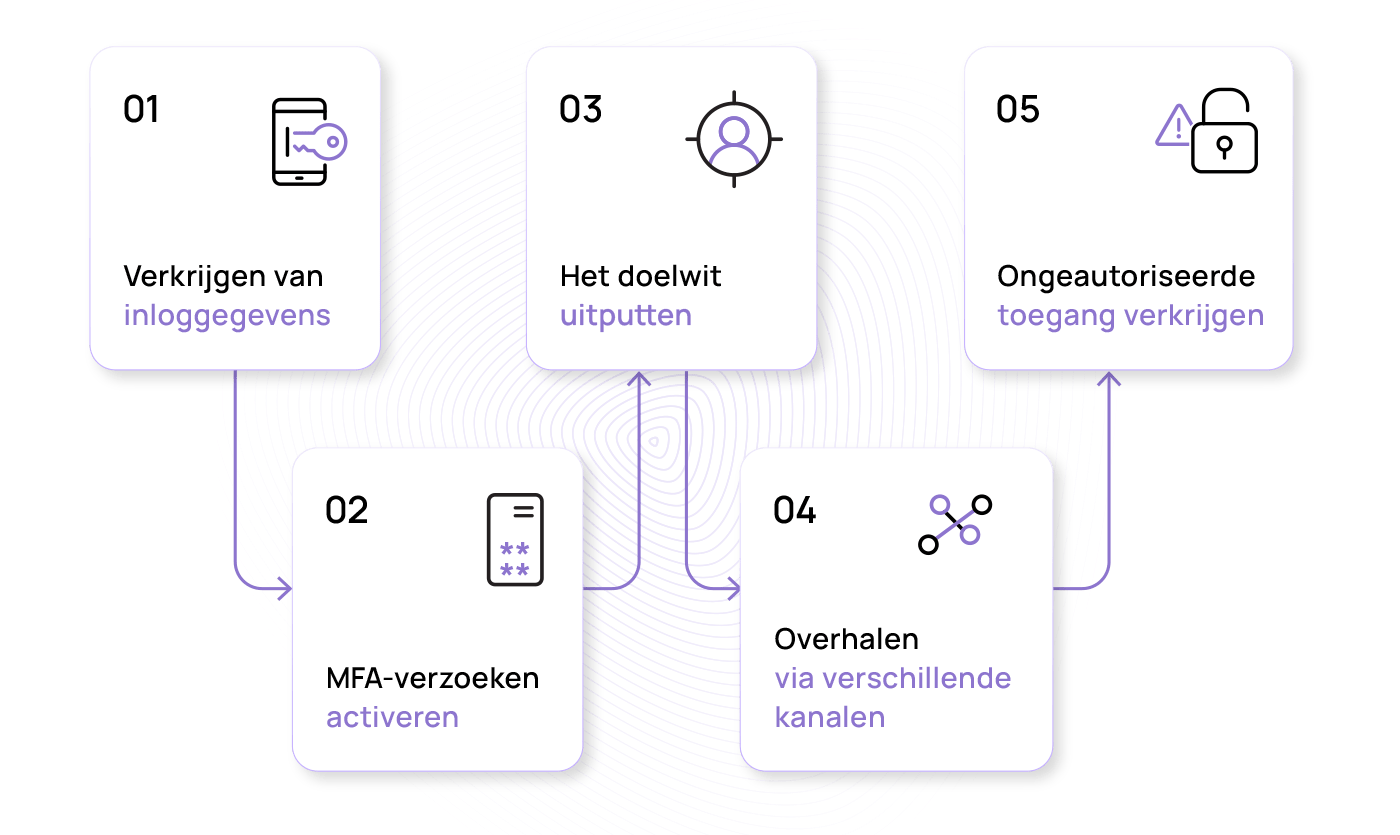 01
Verkrijgen van
inloggegevens
02
MFA-verzoeken
activeren
03
Het doelwit
uitputten
04
Overhalen
via verschillende
kanalen
05
Ongeautoriseerde
toegang verkrijgen